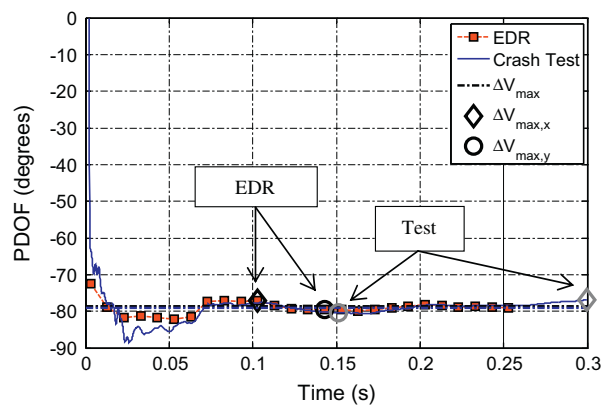 0
-10
-20
-30
-40
-50
-60
-70
-80
-90
PDOF (degrees)
0 0.05 0.1 0.15 0.2 0.25 0.3
Time (s)
EDR
Crash Test
ΔVmax
ΔVmax,x
ΔVmax,y
EDR
Test